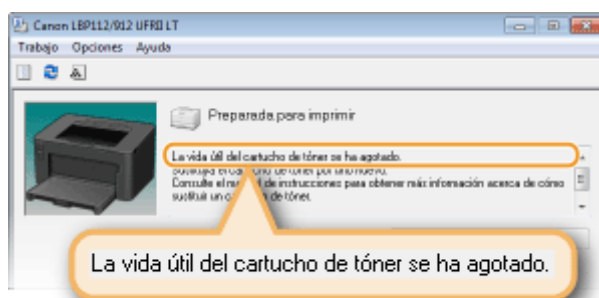 Canon LBP112/912 UFRII LT
Trabajo Opciones Ayuda
Preparada para imprimir
La vida útil del cartucho de tóner se ha agotado.
Sustituya el cartucho de tóner por uno nuevo.
Consulte el manual de instrucciones para obtener más información acerca de cómo
sustituir un de tóner.
La vida útil del cartucho de tóner se ha agotado.